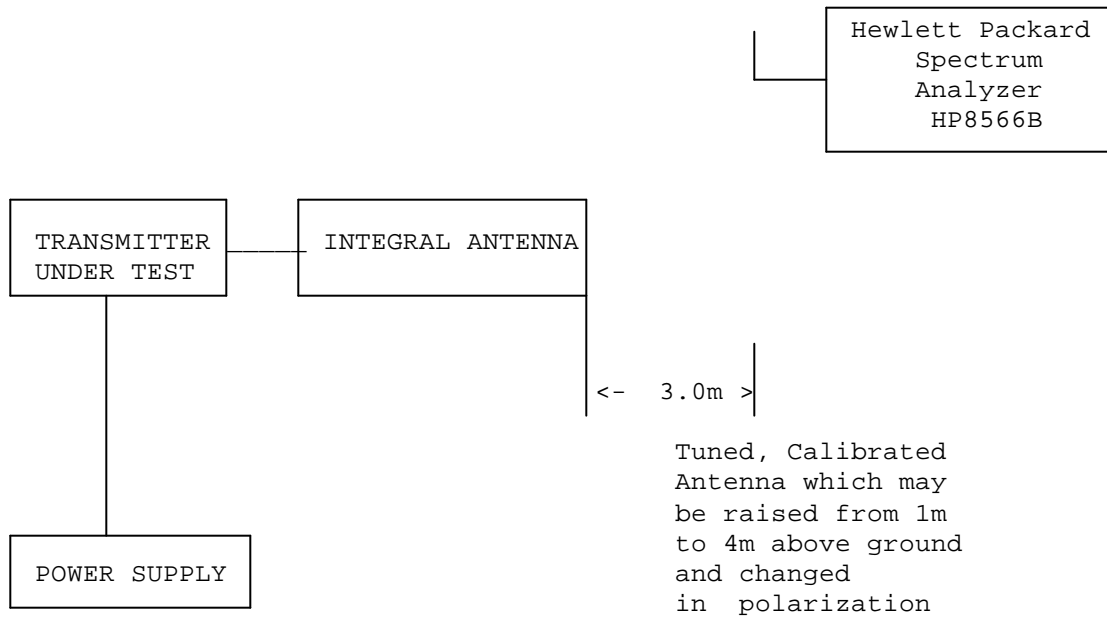 Hewlett Packard
Spectrum
Analyzer
HP8566B
TRANSMITTER
UNDER TEST
INTEGRAL ANTENNA
<- 3.0m >
Tuned, Calibrated
Antenna which may
be raised from 1m
to 4m above ground
and changed
in polarization
POWER SUPPLY